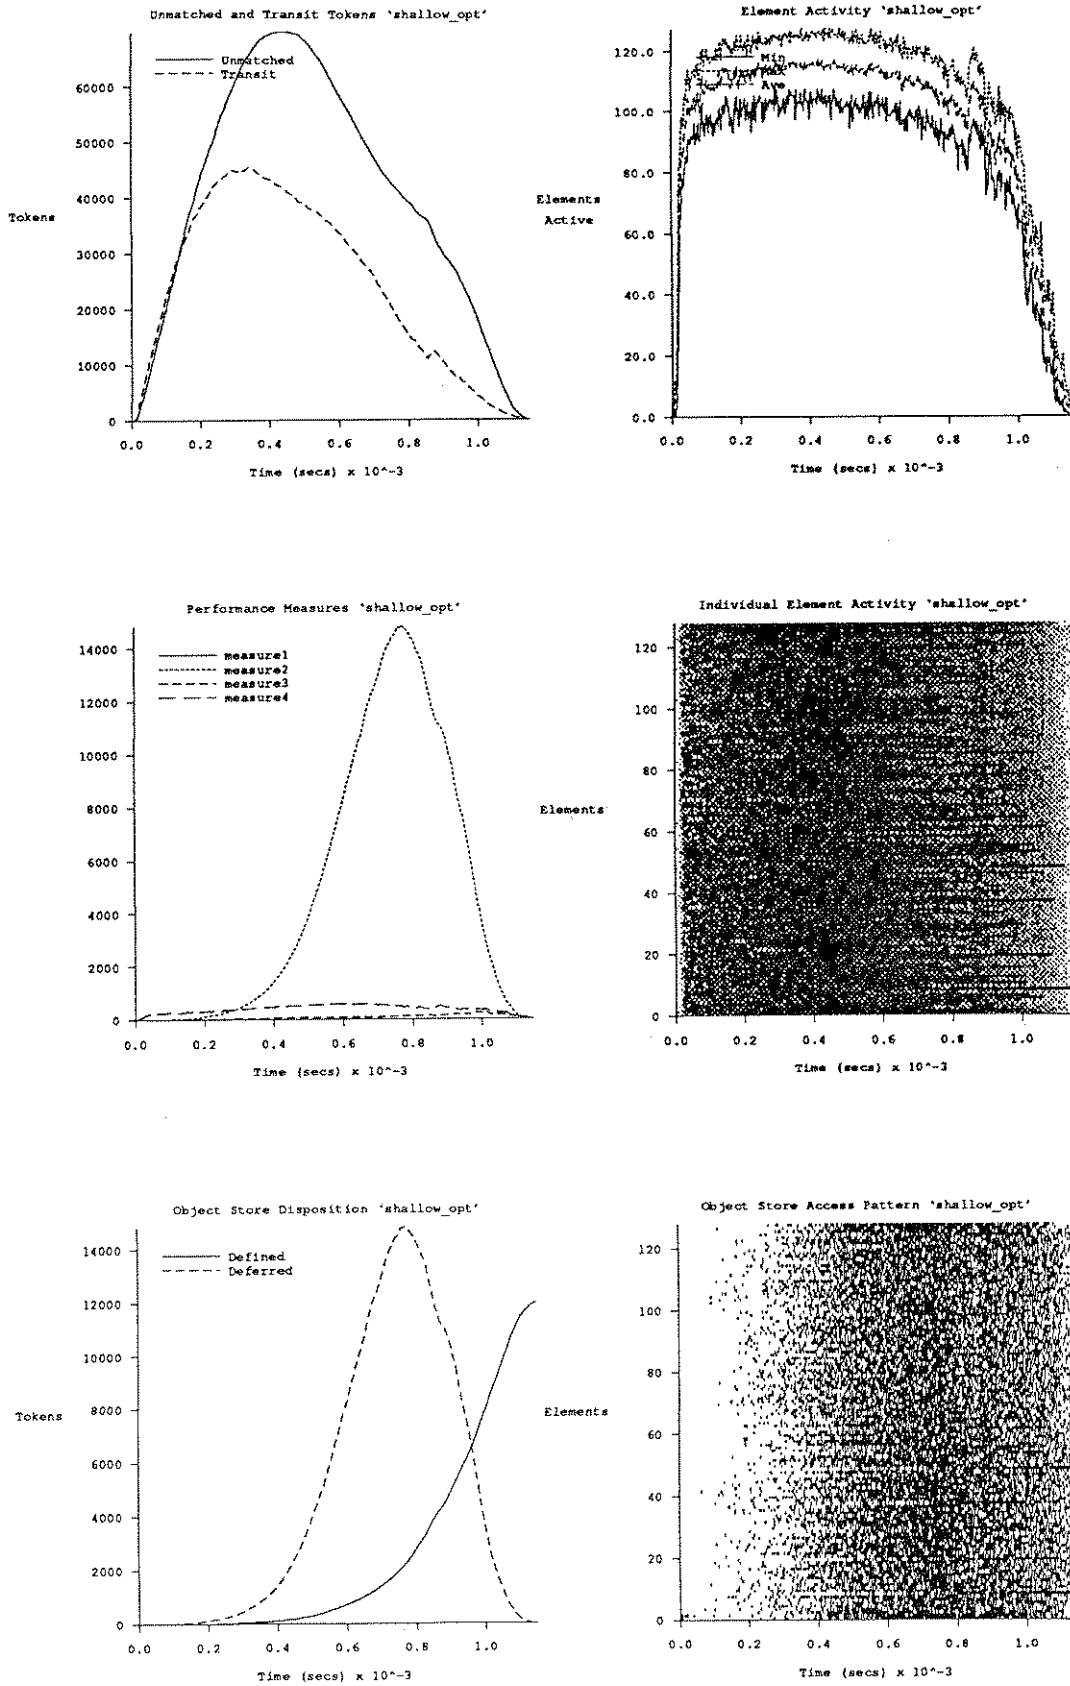 Unmatched and Transit Tokens 'shallow_opt'
Unmatched
Transit
60000
50000
40000
30000
20000
10000
0
Tokens
0.0 0.2 0.4 0.6 0.8 1.0
Time (secs) x 10^-3
Element Activity 'shallow_opt'
Min
Max
Ave
120.0
100.0
80.0
60.0
40.0
20.0
0.0
Elements
Active
0.0 0.2 0.4 0.6 0.8 1.0
Time (secs) x 10^-3
Performance Measures 'shallow_opt'
measure1
measure2
measure3
measure4
14000
12000
10000
8000
6000
4000
2000
0
0.0 0.2 0.4 0.6 0.8 1.0
Time (secs) x 10^-3
Individual Element Activity 'shallow_opt'
120
100
80
60
40
20
0
Elements
0.0 0.2 0.4 0.6 0.8 1.0
Time (secs) x 10^-3
Object Store Disposition 'shallow_opt'
Defined
Deferred
14000
12000
10000
8000
6000
4000
2000
0
Tokens
0.0 0.2 0.4 0.6 0.8 1.0
Time (secs) x 10^-3
Object Store Access Pattern 'shallow_opt'
120
100
80
60
40
20
0
Elements
0.0 0.2 0.4 0.6 0.8 1.0
Time (secs) x 10^-3